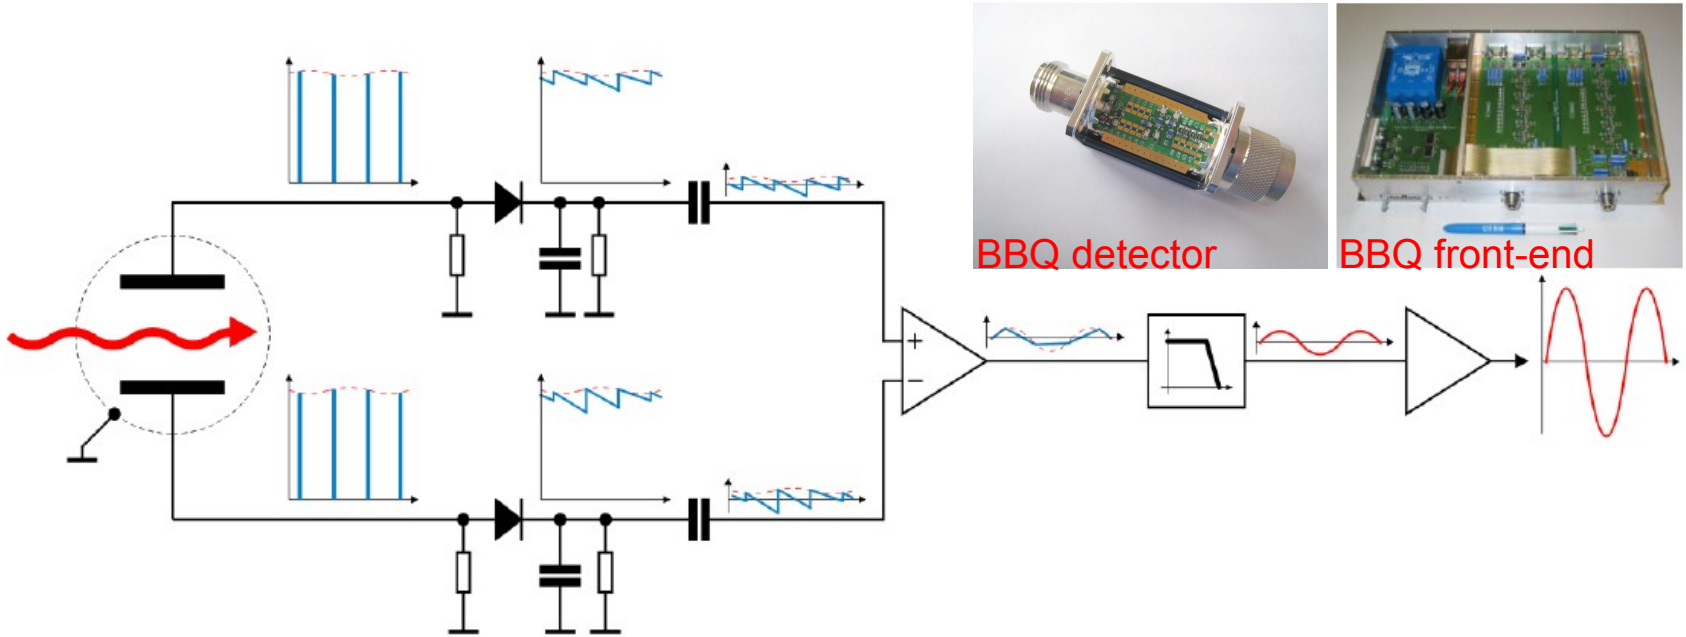 BBQ detector
BBQ front-end
+
−